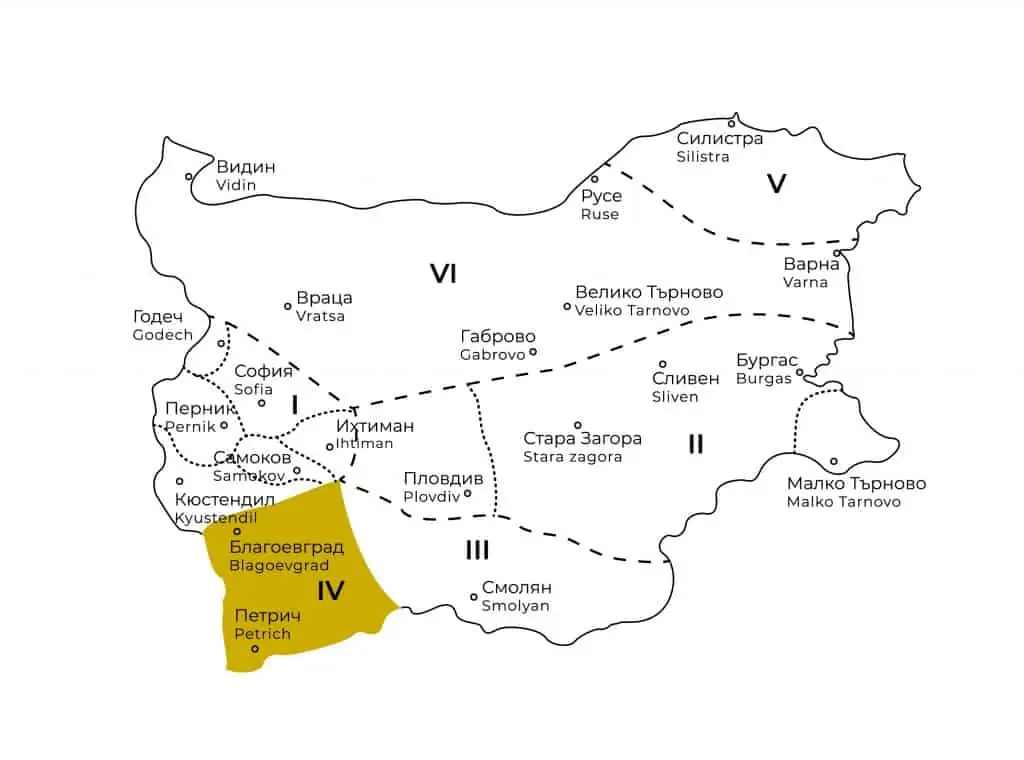 Силистра
Silistra
V
Видин
Vidin
Русе
Ruse
Варна
Varna
VI
Враца
Vratsa
Велико Търново
Veliko Tarnovo
Годеч
Godech
Габрово
Gabrovo
София
Sofia
Бургас
Burgas
Сливен
Sliven
I
Перник
Pernik
Ихтиман
Ihtiman
Стара Загора
Stara zagora
II
Самоков
Samokov
Пловдив
Plovdiv
Малко Търново
Malko Tarnovo
Кюстендил
Kyustendil
Благоевград
Blagoevgrad
III
IV
Смолян
Smolyan
Петрич
Petrich